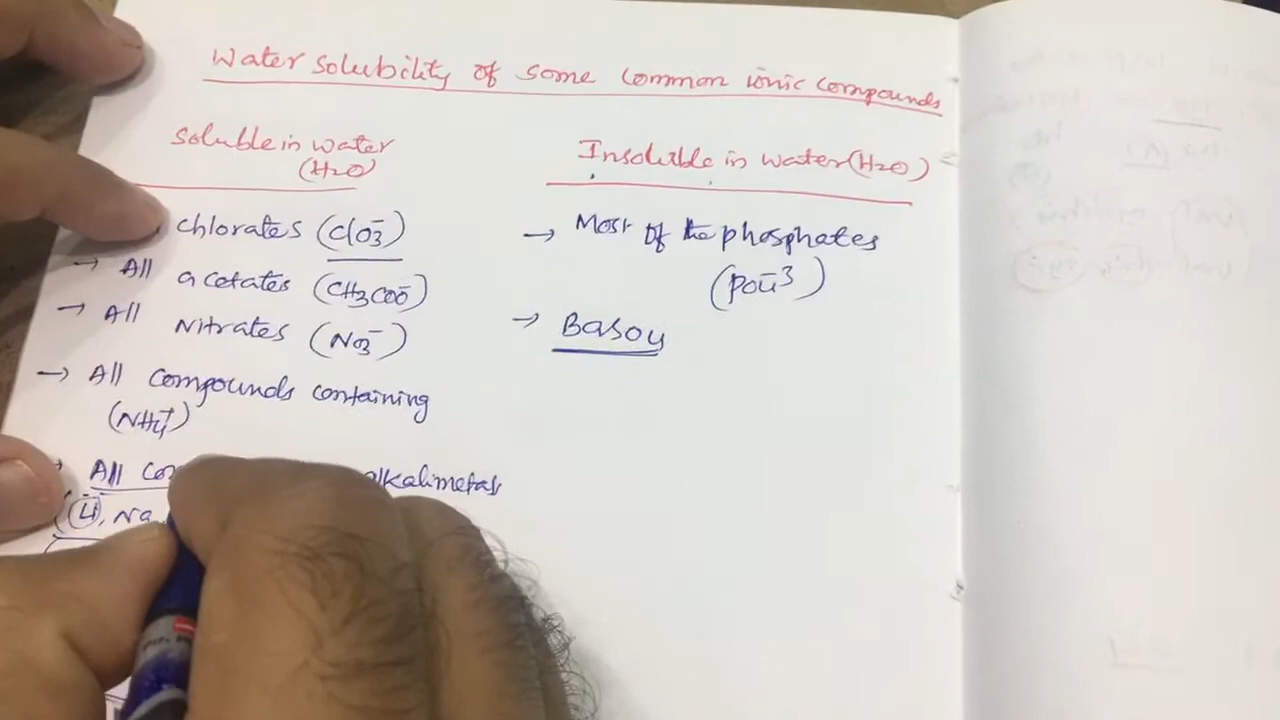 Water solubility of some common ionic compounds
Soluble in water
(H2O)
chlorates (ClO3-)
→ All acetates (CH3COO-)
→ All Nitrates (NO3-)
→ All compounds containing
(NH4+)
All alkalimetals
(Li, Na
Insoluble in water (H2O)
→ Most of the phosphates
(PO4-3)
→ BaSO4